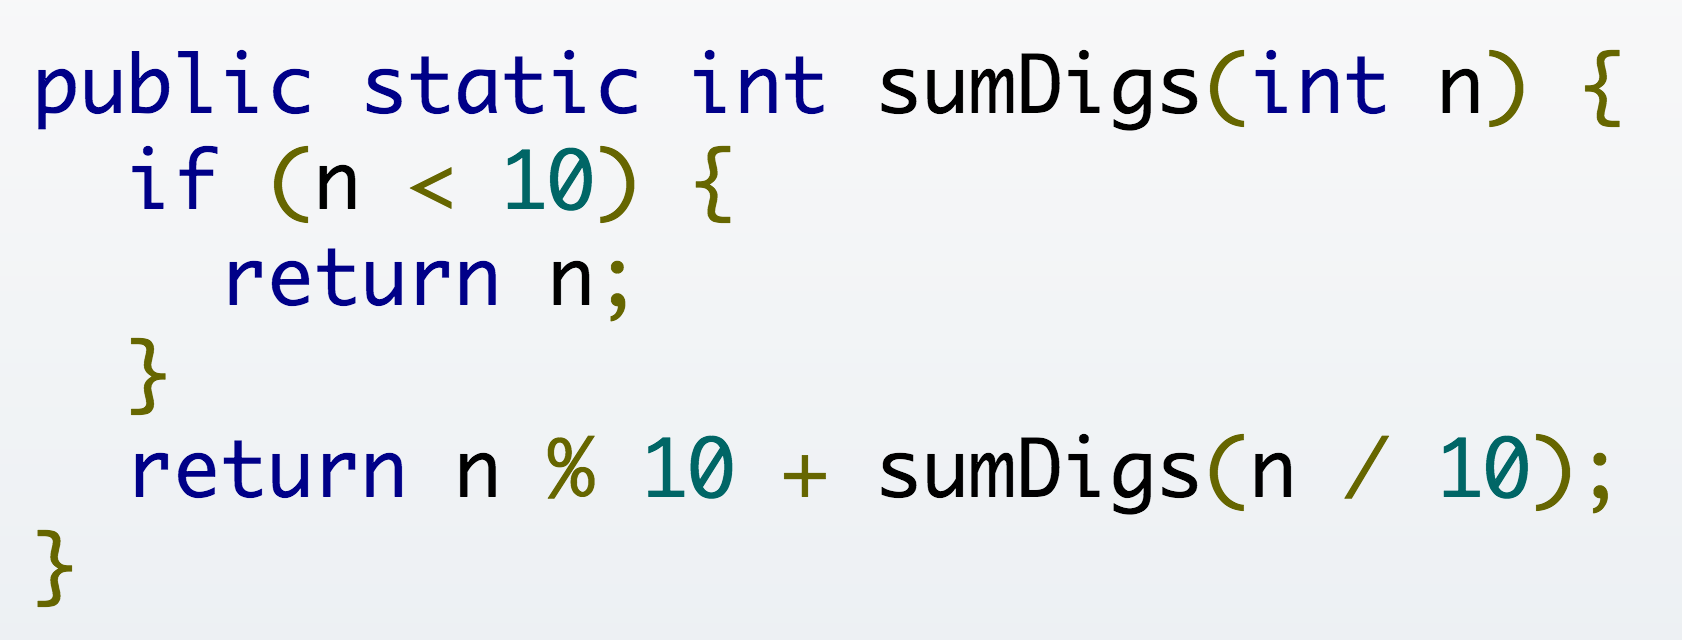 public static int sumDigs(int n) {
  if (n < 10) {
    return n;
  }
  return n % 10 + sumDigs(n / 10);
}